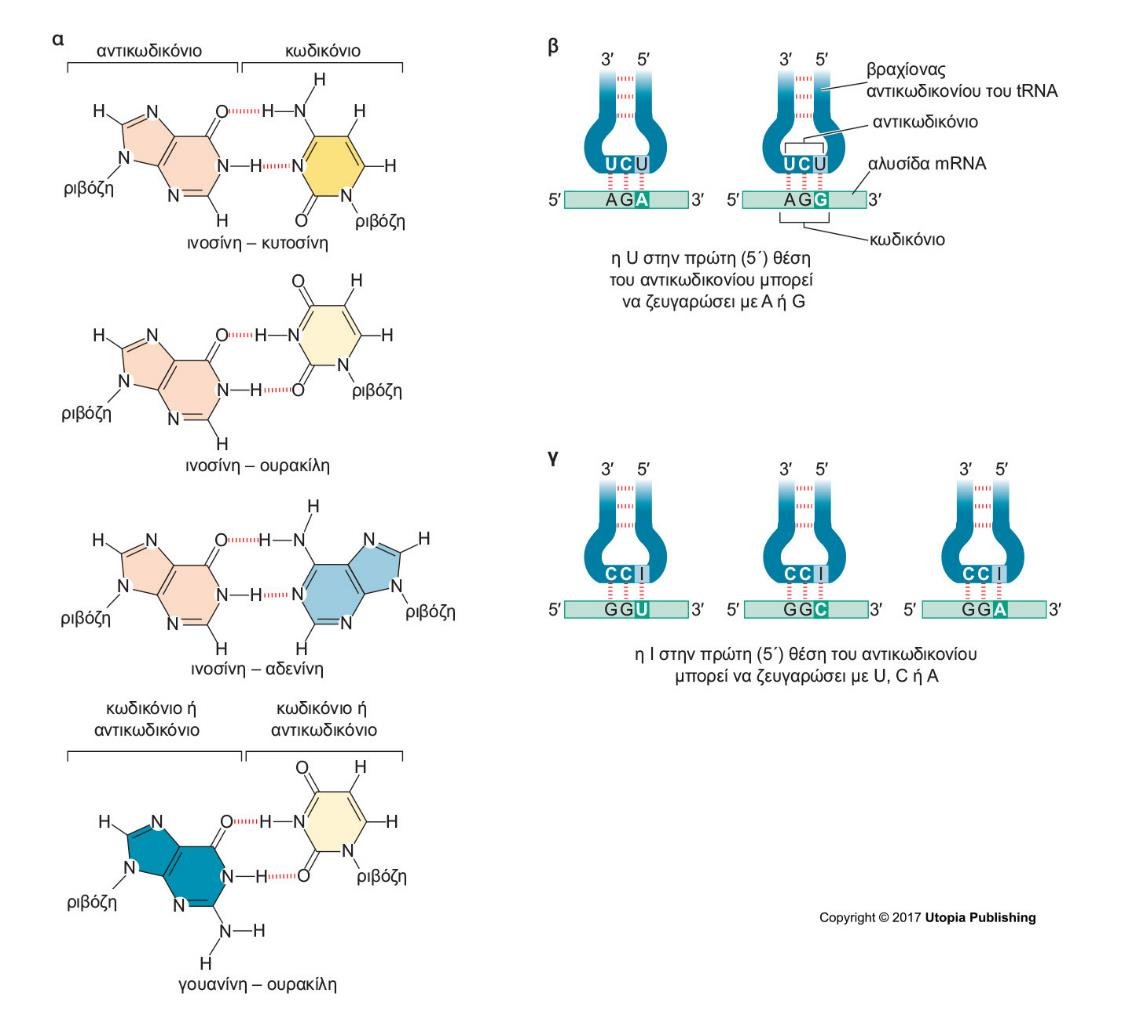 α
αντικωδικόνιο κωδικόνιο
H
H O H N H
N N H N H
N
ριβόζη N O N
H ριβόζη
ινοσίνη – κυτοσίνη
O H
H N O H N H
N N H O N
ριβόζη N ριβόζη
H
ινοσίνη – ουρακίλη
H
H N O H N N H
N N H N N
ριβόζη N H N ριβόζη
H
ινοσίνη – αδενίνη
κωδικόνιο ή κωδικόνιο ή
αντικωδικόνιο αντικωδικόνιο
O H
H N O H N H
N N H O N
ριβόζη N ριβόζη
N H
H
γουανίνη – ουρακίλη
β
3′ 5′ 3′ 5′
βραχίονας
αντικωδικονίου του tRNA
αντικωδικόνιο
U C U U C U
αλυσίδα mRNA
5′ A G A 3′ 5′ A G G 3′
κωδικόνιο
η U στην πρώτη (5΄) θέση
του αντικωδικονίου μπορεί
να ζευγαρώσει με A ή G
γ
3′ 5′ 3′ 5′ 3′ 5′
C C I C C I C C I
5′ G G U 3′ 5′ G G C 3′ 5′ G G A 3′
η I στην πρώτη (5΄) θέση του αντικωδικονίου
μπορεί να ζευγαρώσει με U, C ή A
Copyright © 2017 Utopia Publishing